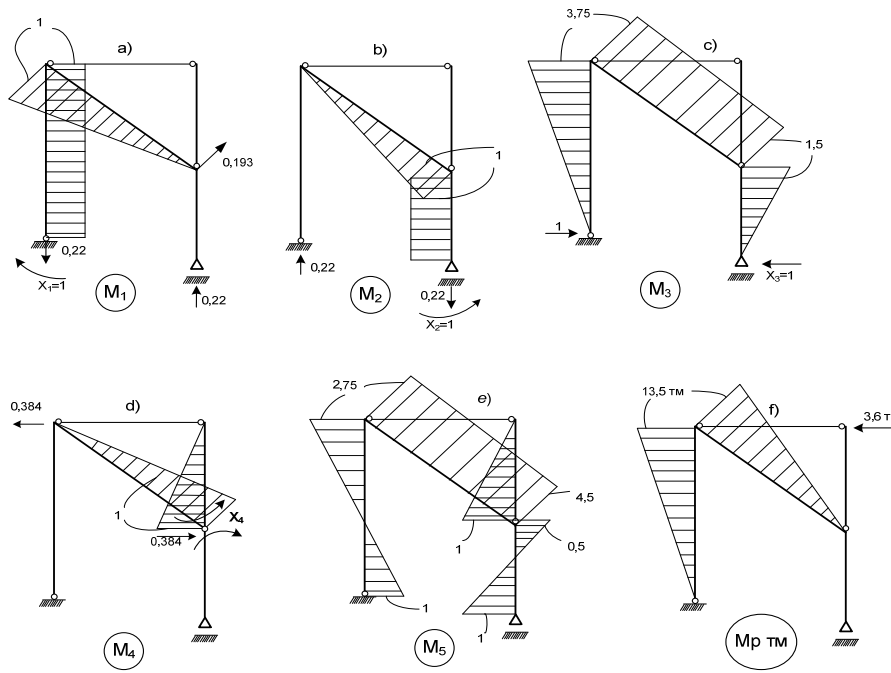 1
a)
0,193
0,22
X₁=1
0,22
M₁
b)
1
0,22
0,22
X₂=1
M₂
3,75
c)
1,5
1
X₃=1
M₃
0,384
d)
1
X₄
0,384
M₄
2,75
e)
4,5
1
0,5
1
1
M₅
13,5 тм
f)
3,6 т
Мр тм